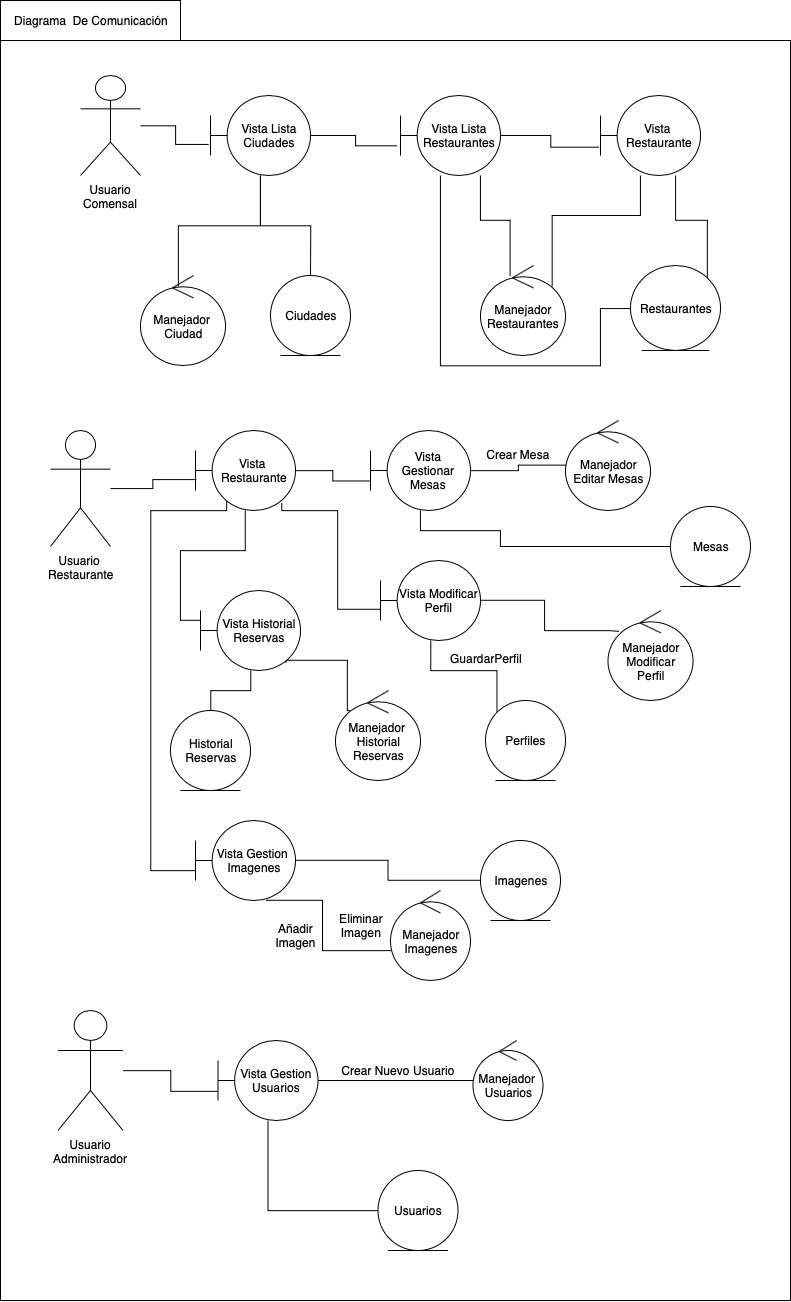 Diagrama  De Comunicación
Vista Lista
Ciudades
Vista Lista
Restaurantes
Vista
Restaurante
Usuario
Comensal
Manejador
Ciudad
Ciudades
Manejador
Restaurantes
Restaurantes
Vista
Restaurante
Vista
Gestionar
Mesas
Crear Mesa
Manejador
Editar Mesas
Usuario
Restaurante
Mesas
Vista Modificar
Perfil
Vista Historial
Reservas
GuardarPerfil
Manejador
Modificar
Perfil
Historial
Reservas
Manejador
Historial
Reservas
Perfiles
Vista Gestion
Imagenes
Imagenes
Añadir
Imagen
Eliminar
Imagen
Manejador
Imagenes
Vista Gestion
Usuarios
Crear Nuevo Usuario
Manejador
Usuarios
Usuario
Administrador
Usuarios